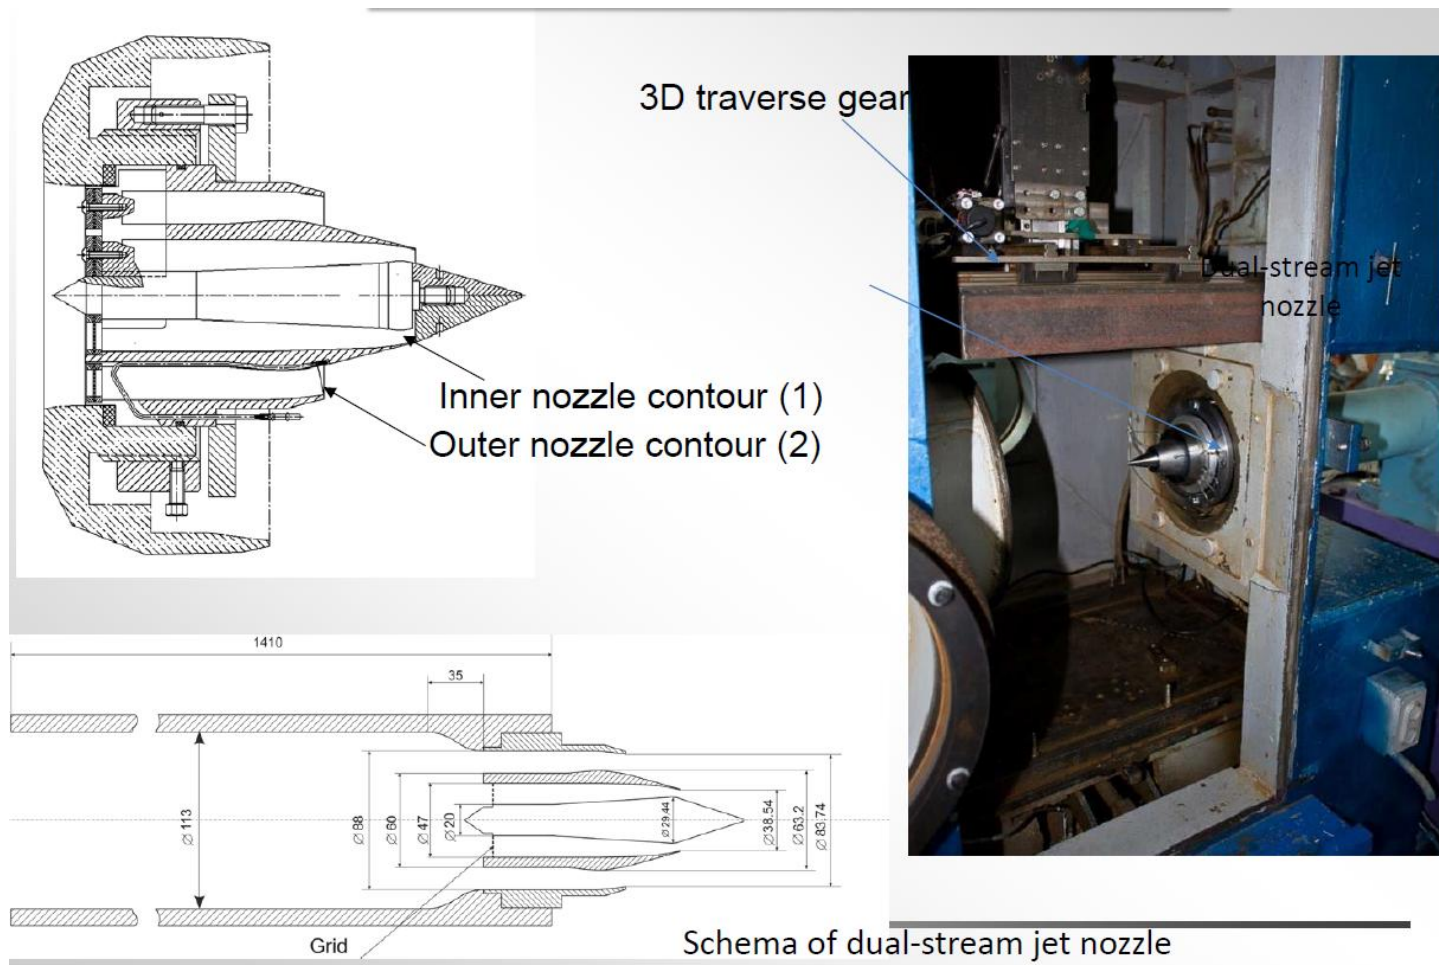 3D traverse gear
Dual-stream jet
nozzle
Inner nozzle contour (1)
Outer nozzle contour (2)
1410
35
Ø113
Ø88
Ø60
Ø47
Ø20
Ø29.44
Ø38.54
Ø63.2
Ø83.74
Grid
Schema of dual-stream jet nozzle